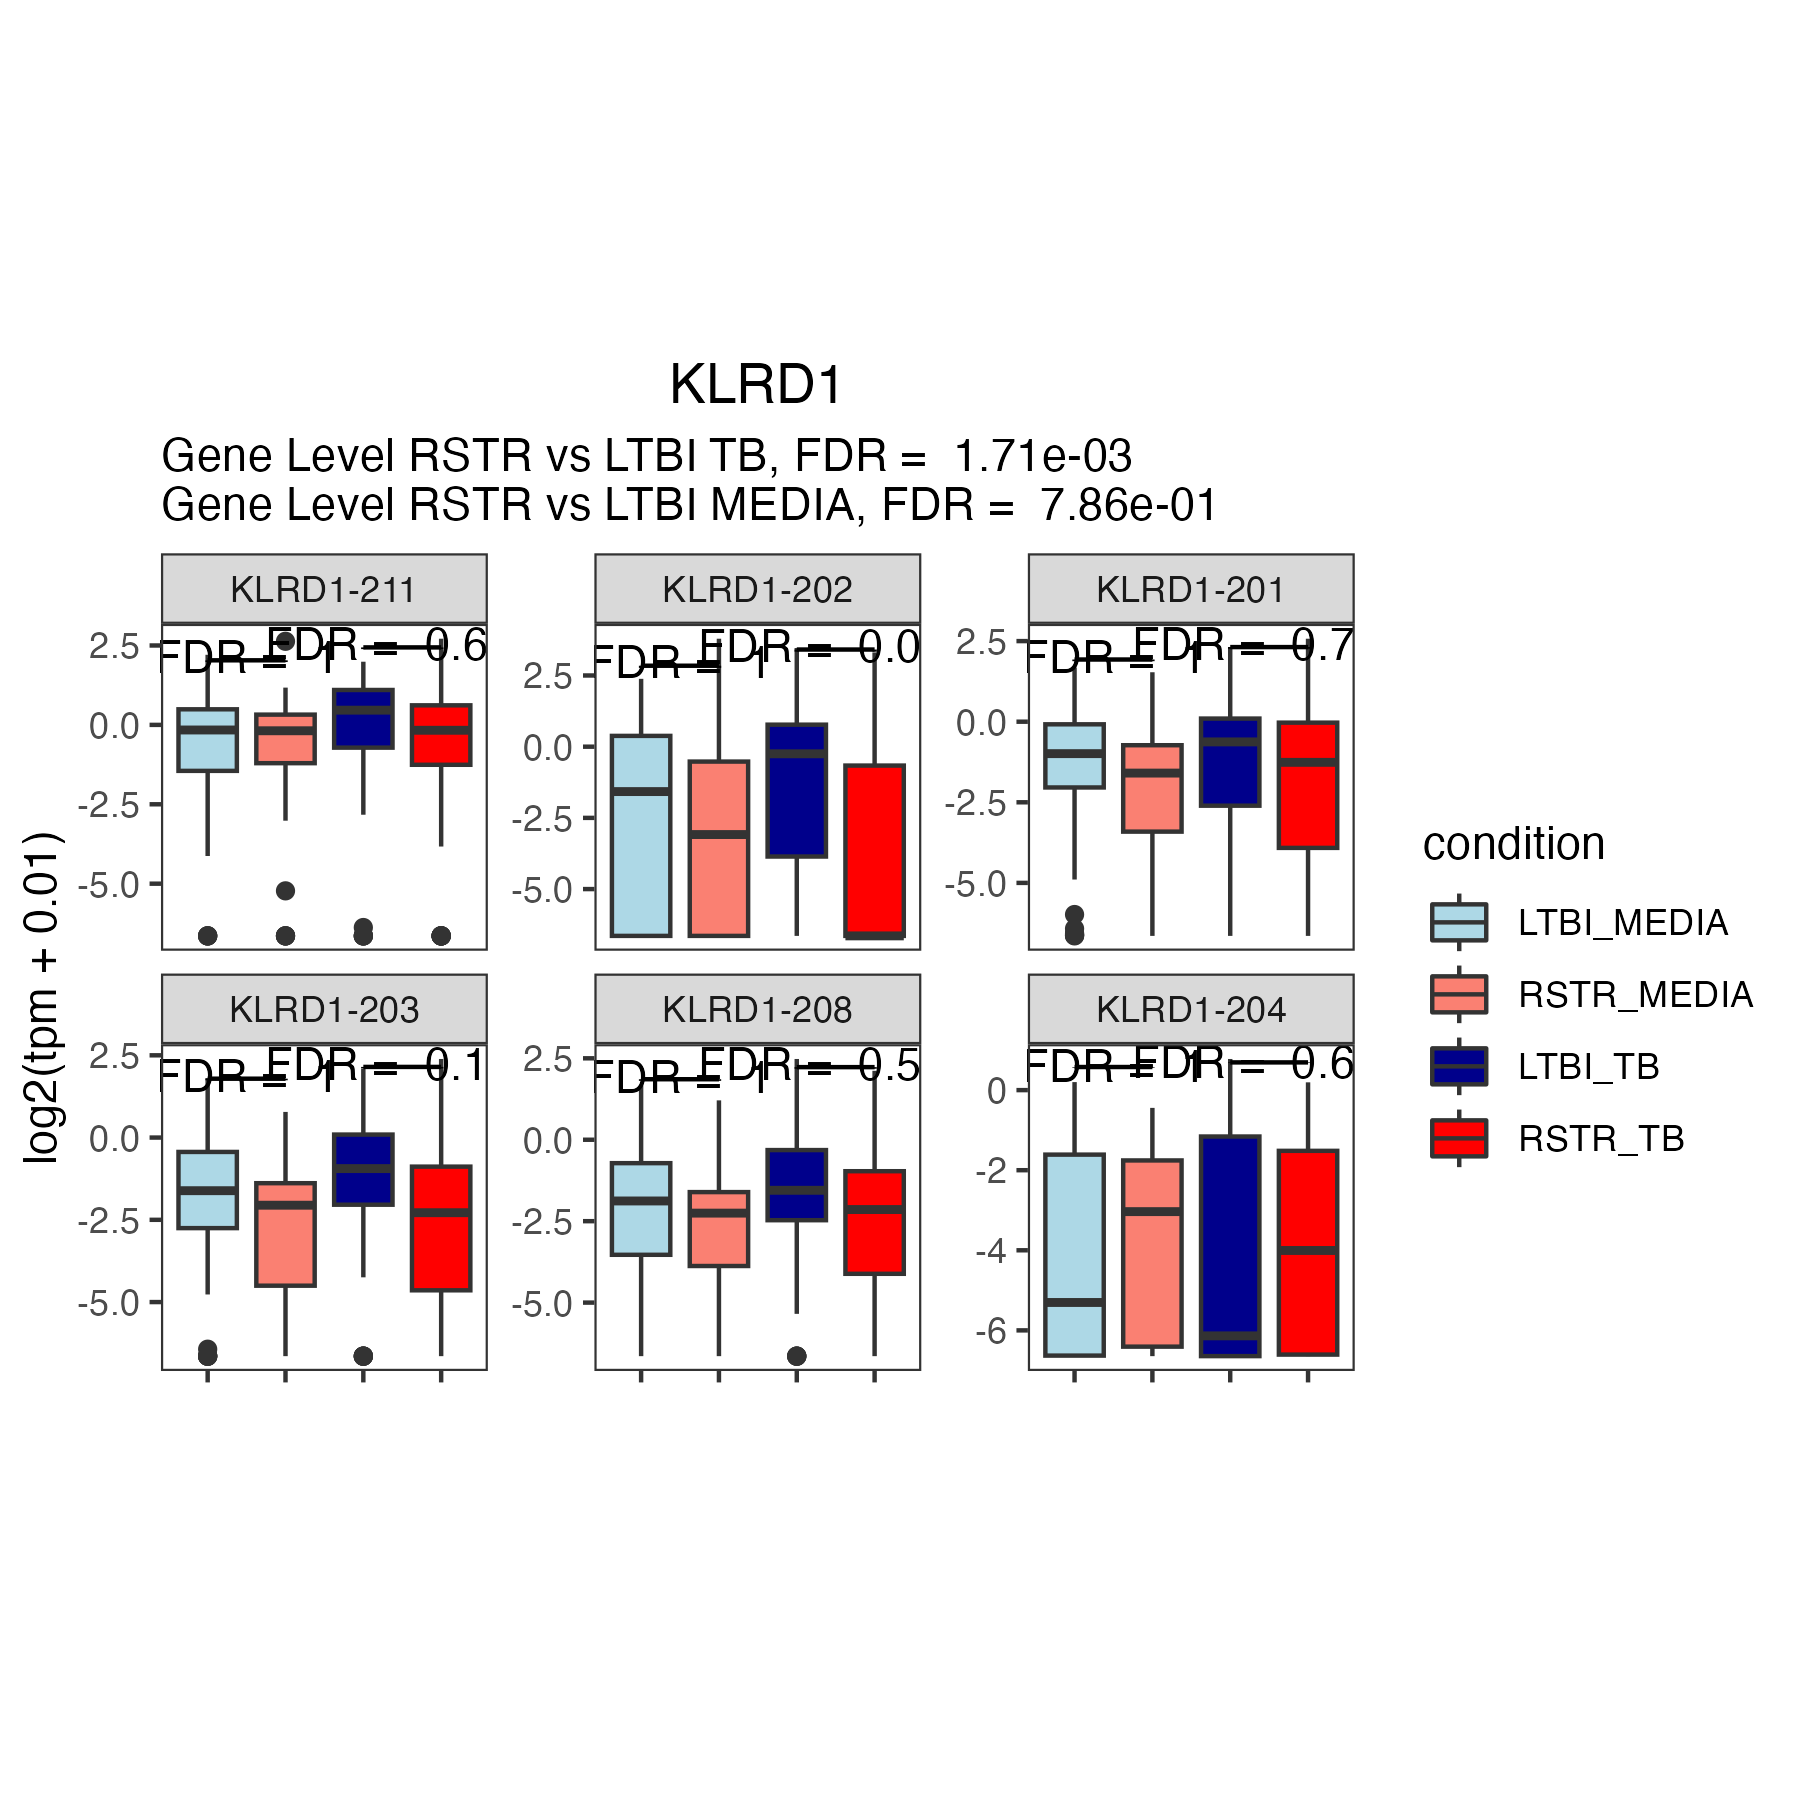 KLRD1
Gene Level RSTR vs LTBI TB, FDR = 1.71e-03
Gene Level RSTR vs LTBI MEDIA, FDR = 7.86e-01
KLRD1-211
KLRD1-202
KLRD1-201
FDR = 1
FDR = 0.6
FDR = 1
FDR = 0.0
FDR = 1
FDR = 0.7
2.5
0.0
-2.5
-5.0
2.5
0.0
-2.5
-5.0
2.5
0.0
-2.5
-5.0
KLRD1-203
KLRD1-208
KLRD1-204
FDR = 1
FDR = 0.1
FDR = 1
FDR = 0.5
FDR = 1
FDR = 0.6
2.5
0.0
-2.5
-5.0
2.5
0.0
-2.5
-5.0
0
-2
-4
-6
log2(tpm + 0.01)
condition
LTBI_MEDIA
RSTR_MEDIA
LTBI_TB
RSTR_TB